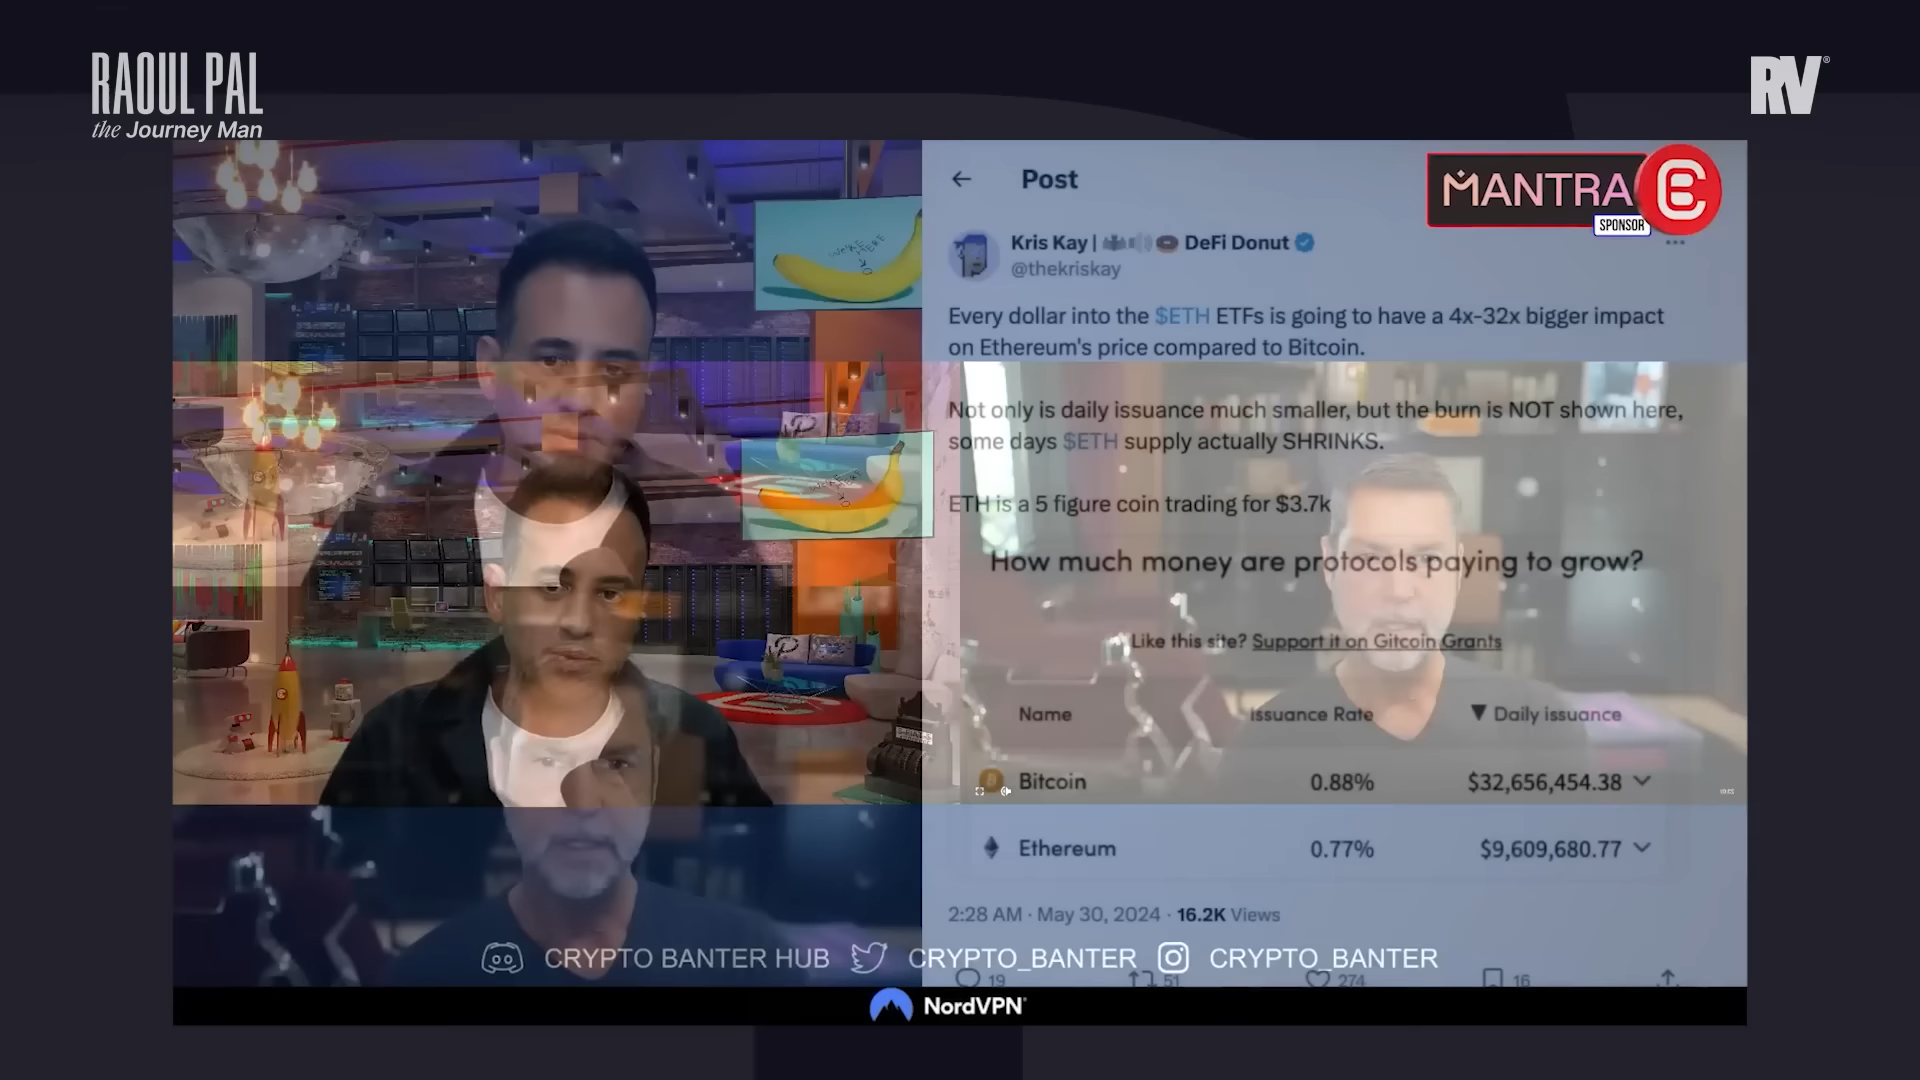 RAOUL PAL
the Journey Man
RV®
Post
MANTRA
SPONSOR
Kris Kay | DeFi Donut
@thekriskay
Every dollar into the $ETH ETFs is going to have a 4x-32x bigger impact
on Ethereum's price compared to Bitcoin.
Not only is daily issuance much smaller, but the burn is NOT shown here,
some days $ETH supply actually SHRINKS.
ETH is a 5 figure coin trading for $3.7k
How much money are protocols paying to grow?
Like this site? Support it on Gitcoin Grants
Name Issuance Rate ▼ Daily issuance
Bitcoin 0.88% $32,656,454.38
Ethereum 0.77% $9,609,680.77
2:28 AM · May 30, 2024 · 16.2K Views
19 51 274 16
CRYPTO BANTER HUB CRYPTO_BANTER CRYPTO_BANTER
NordVPN®